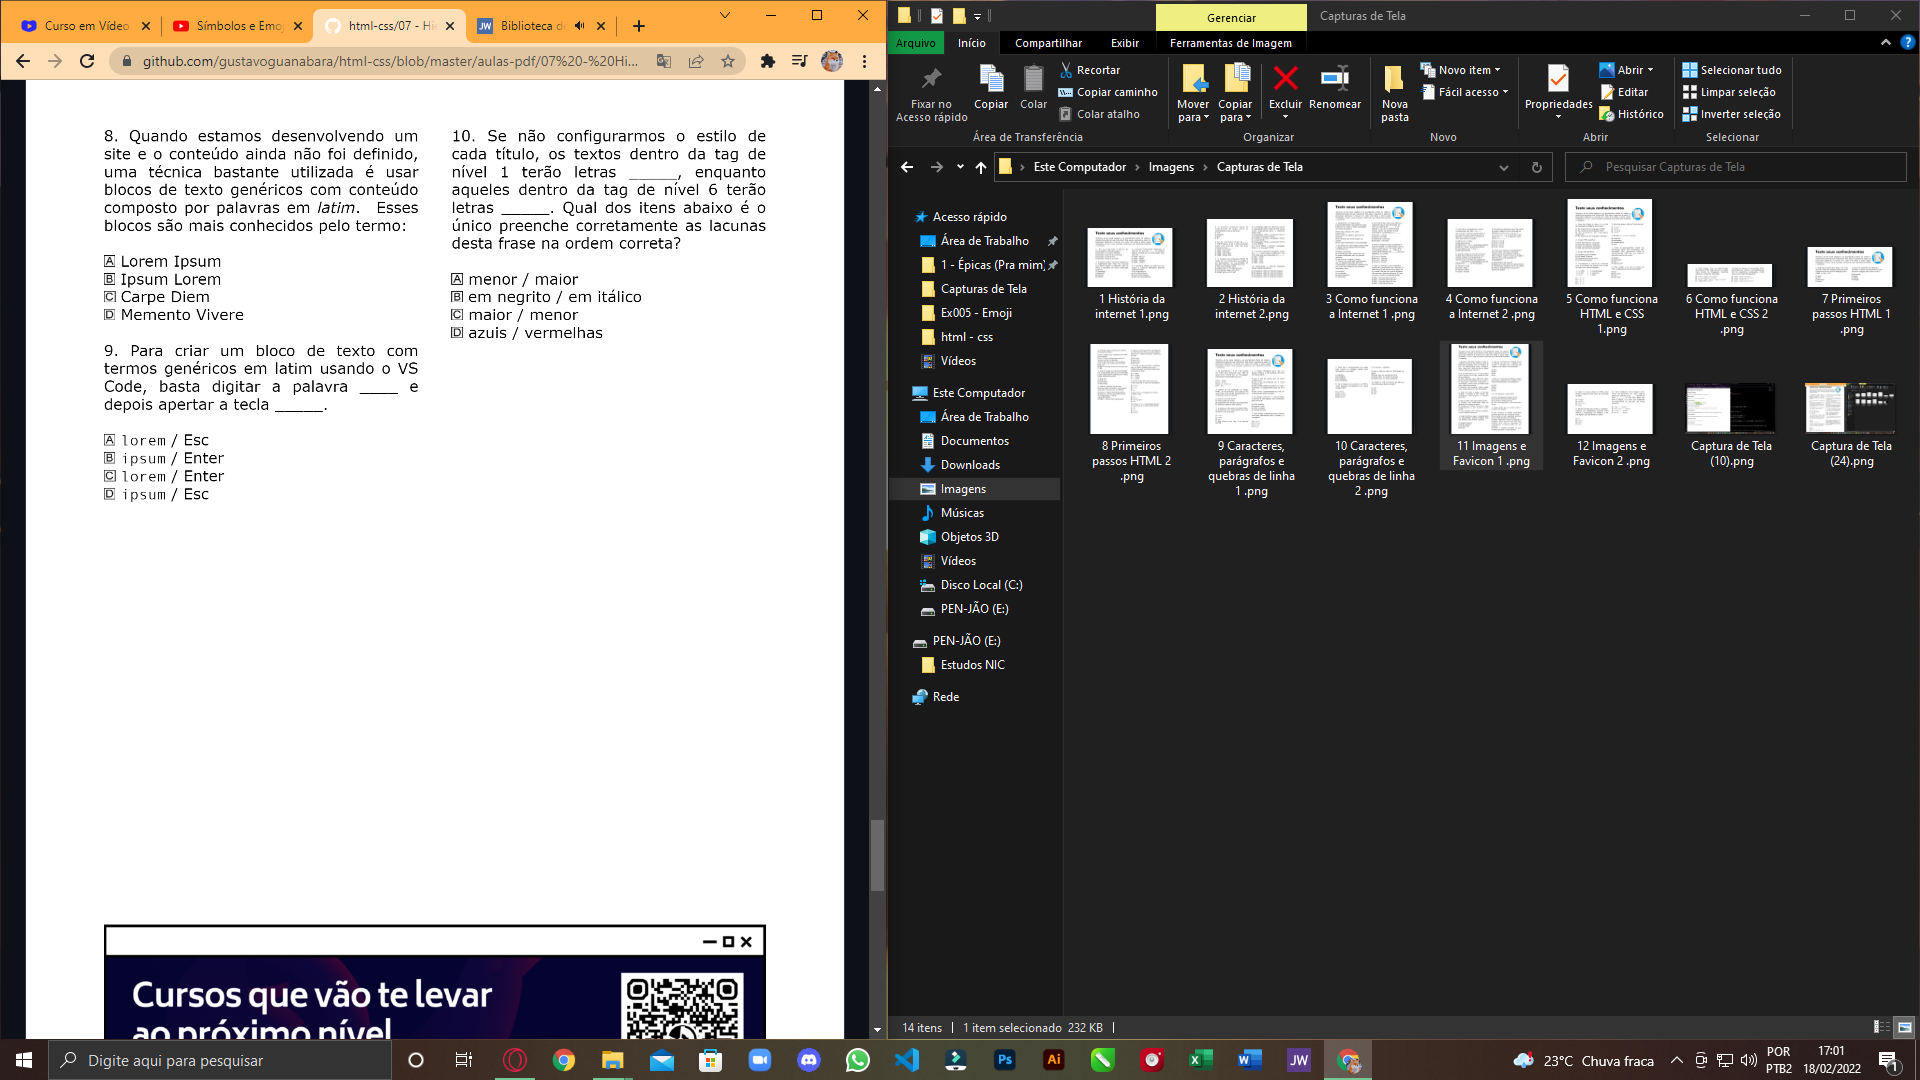 Curso em Vídeo
Símbolos e Emoj
html-css/07 - Hie
Biblioteca d
github.com/gustavoguanabara/html-css/blob/master/aulas-pdf/07%20-%20Hi...
8. Quando estamos desenvolvendo um
site e o conteúdo ainda não foi definido,
uma técnica bastante utilizada é usar
blocos de texto genéricos com conteúdo
composto por palavras em latim. Esses
blocos são mais conhecidos pelo termo:
A Lorem Ipsum
B Ipsum Lorem
C Carpe Diem
D Memento Vivere
9. Para criar um bloco de texto com
termos genéricos em latim usando o VS
Code, basta digitar a palavra ____ e
depois apertar a tecla _____.
A lorem / Esc
B ipsum / Enter
C lorem / Enter
D ipsum / Esc
10. Se não configurarmos o estilo de
cada título, os textos dentro da tag de
nível 1 terão letras _____, enquanto
aqueles dentro da tag de nível 6 terão
letras _____. Qual dos itens abaixo é o
único preenche corretamente as lacunas
desta frase na ordem correta?
A menor / maior
B em negrito / em itálico
C maior / menor
D azuis / vermelhas
Cursos que vão te levar
ao próximo nível
Gerenciar
Capturas de Tela
Arquivo
Início
Compartilhar
Exibir
Ferramentas de Imagem
Fixar no
Acesso rápido
Copiar
Colar
Recortar
Copiar caminho
Colar atalho
Área de Transferência
Mover
para
Copiar
para
Excluir
Renomear
Organizar
Nova
pasta
Novo item
Fácil acesso
Novo
Propriedades
Abrir
Editar
Histórico
Abrir
Selecionar tudo
Limpar seleção
Inverter seleção
Selecionar
Este Computador
Imagens
Capturas de Tela
Pesquisar Capturas de Tela
Acesso rápido
Área de Trabalho
1 - Épicas (Pra mim)
Capturas de Tela
Ex005 - Emoji
html - css
Vídeos
Este Computador
Área de Trabalho
Documentos
Downloads
Imagens
Músicas
Objetos 3D
Vídeos
Disco Local (C:)
PEN-JÃO (E:)
PEN-JÃO (E:)
Estudos NIC
Rede
1 História da
internet 1.png
2 História da
internet 2.png
3 Como funciona
a Internet 1 .png
4 Como funciona
a Internet 2 .png
5 Como funciona
HTML e CSS
1.png
6 Como funciona
HTML e CSS 2
.png
7 Primeiros
passos HTML 1
.png
8 Primeiros
passos HTML 2
.png
9 Caracteres,
parágrafos e
quebras de linha
1 .png
10 Caracteres,
parágrafos e
quebras de linha
2 .png
11 Imagens e
Favicon 1 .png
12 Imagens e
Favicon 2 .png
Captura de Tela
(10).png
Captura de Tela
(24).png
14 itens
1 item selecionado 232 KB
Digite aqui para pesquisar
23°C Chuva fraca
POR
PTB2
17:01
18/02/2022
1